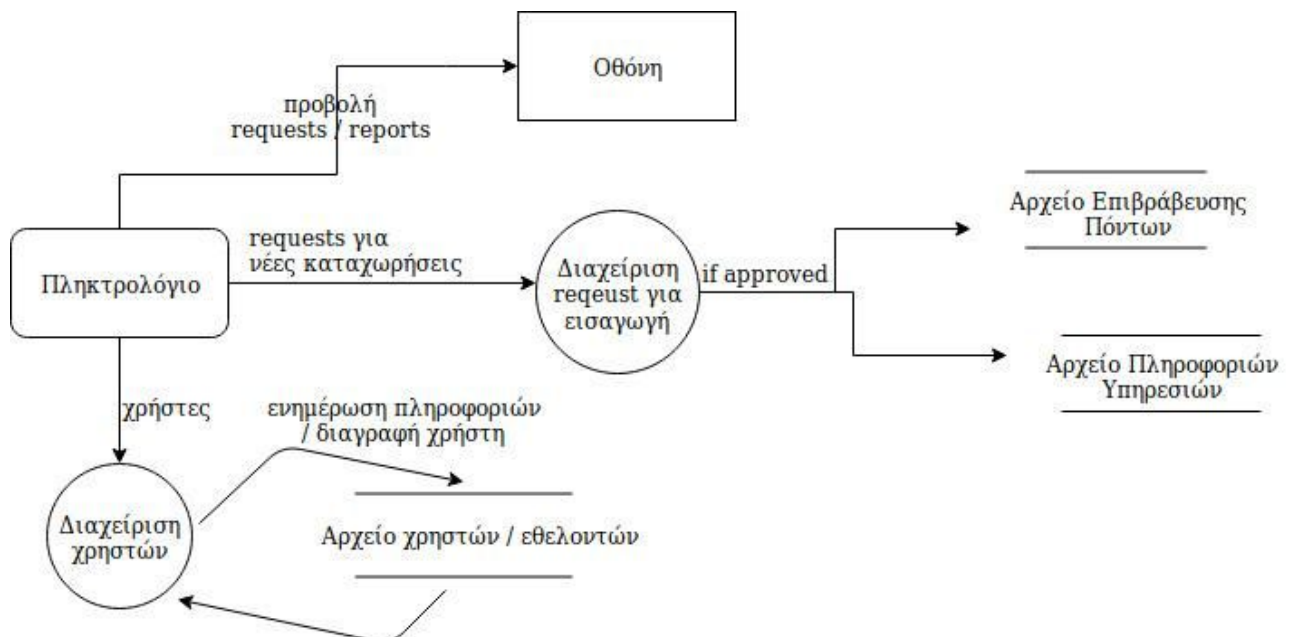 Οθόνη
προβολή
requests / reports
Αρχείο Επιβράβευσης
Πόντων
requests για
νέες καταχωρήσεις
Πληκτρολόγιο
Διαχείριση
reqeust για
εισαγωγή
if approved
Αρχείο Πληροφοριών
Υπηρεσιών
χρήστες
ενημέρωση πληροφοριών
/ διαγραφή χρήστη
Διαχείριση
χρηστών
Αρχείο χρηστών / εθελοντών